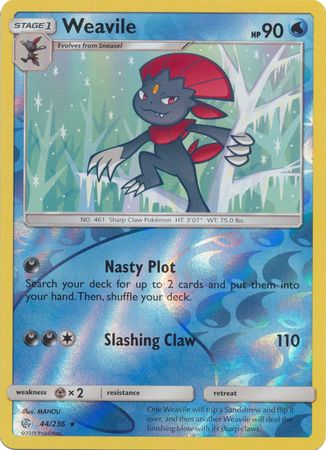 STAGE 1 Weavile HP 90
Evolves from Sneasel
NO. 461 Sharp Claw Pokémon HT: 3'07" WT: 75.0 lbs.
Nasty Plot
Search your deck for up to 2 cards and put them into
your hand. Then, shuffle your deck.
Slashing Claw 110
weakness × 2 resistance retreat
Illus. MAHOU
44/236 ★
©2019 Pokémon
One Weavile will trip a Sandshrew and flip it
over, and then another Weavile will deal the
finishing blow with its sharp claws.